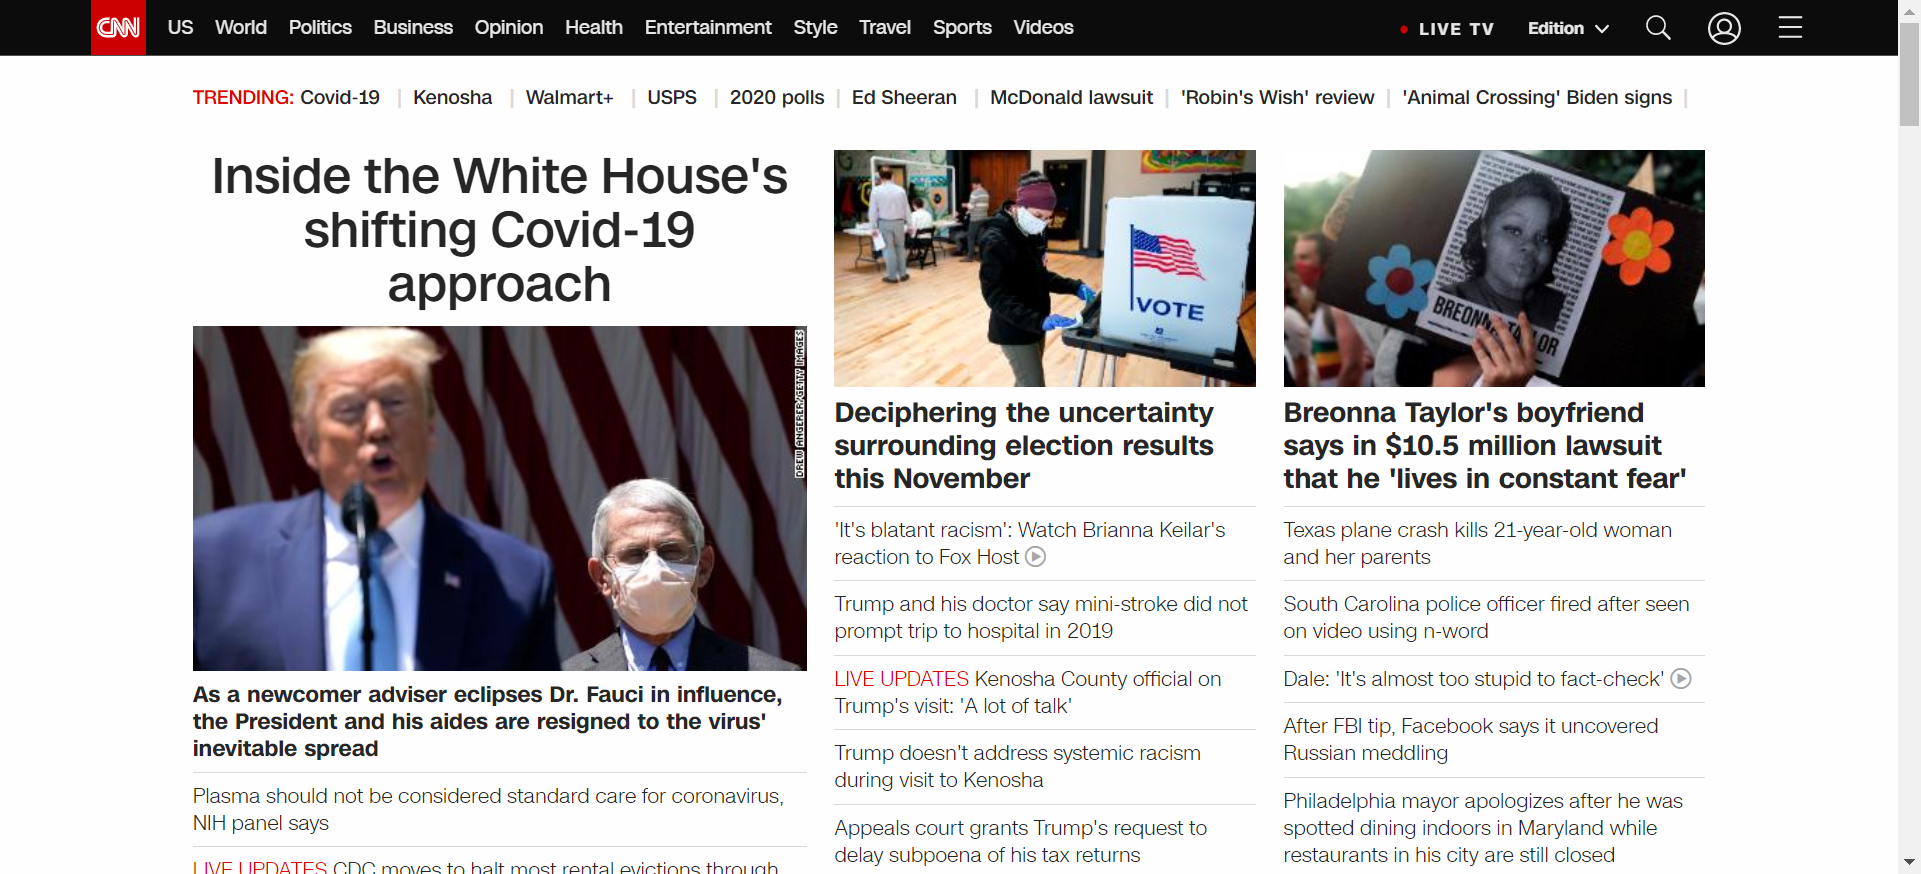 CNN US World Politics Business Opinion Health Entertainment Style Travel Sports Videos LIVE TV Edition
TRENDING: Covid-19 | Kenosha | Walmart+ | USPS | 2020 polls | Ed Sheeran | McDonald lawsuit | 'Robin's Wish' review | 'Animal Crossing' Biden signs |
Inside the White House's
shifting Covid-19
approach
DREW ANGERER/GETTY IMAGES
As a newcomer adviser eclipses Dr. Fauci in influence,
the President and his aides are resigned to the virus'
inevitable spread
Plasma should not be considered standard care for coronavirus,
NIH panel says
LIVE UPDATES CDC moves to halt most rental evictions through
VOTE
Deciphering the uncertainty
surrounding election results
this November
'It's blatant racism': Watch Brianna Keilar's
reaction to Fox Host
Trump and his doctor say mini-stroke did not
prompt trip to hospital in 2019
LIVE UPDATES Kenosha County official on
Trump's visit: 'A lot of talk'
Trump doesn't address systemic racism
during visit to Kenosha
Appeals court grants Trump's request to
delay subpoena of his tax returns
BREONNA TAYLOR
Breonna Taylor's boyfriend
says in $10.5 million lawsuit
that he 'lives in constant fear'
Texas plane crash kills 21-year-old woman
and her parents
South Carolina police officer fired after seen
on video using n-word
Dale: 'It's almost too stupid to fact-check'
After FBI tip, Facebook says it uncovered
Russian meddling
Philadelphia mayor apologizes after he was
spotted dining indoors in Maryland while
restaurants in his city are still closed